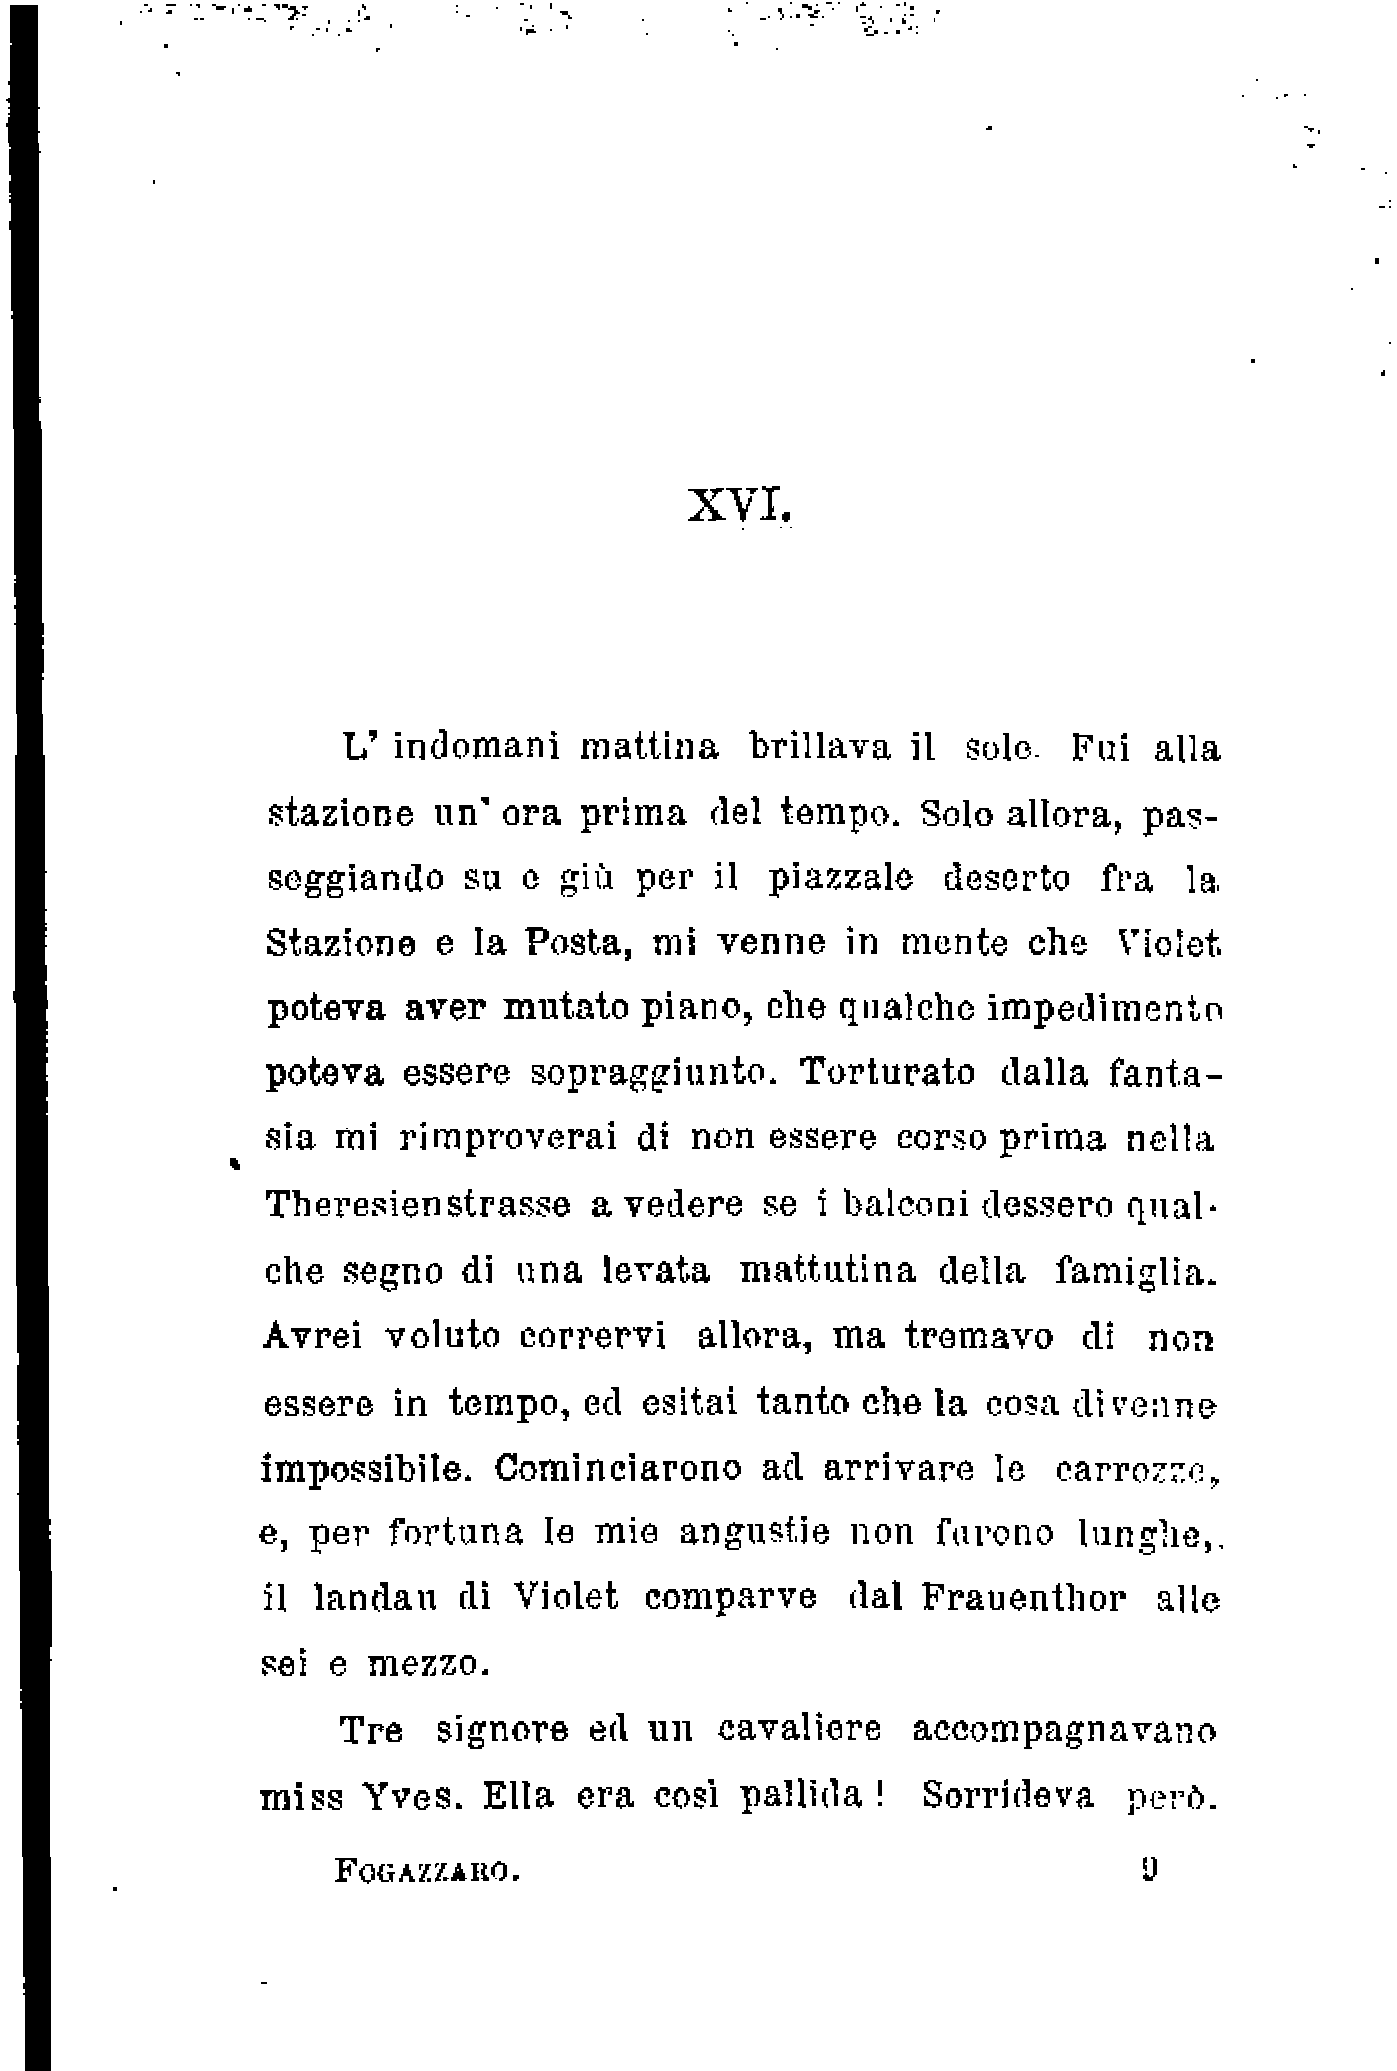 XVI.
L' indomani mattina brillava il sole. Fui alla
stazione un' ora prima del tempo. Solo allora, pas-
seggiando su e giù per il piazzale deserto fra la
Stazione e la Posta, mi venne in mente che Violet
poteva aver mutato piano, che qualche impedimento
poteva essere sopraggiunto. Torturato dalla fanta-
sia mi rimproverai di non essere corso prima nella
Theresienstrasse a vedere se i balconi dessero qual-
che segno di una levata mattutina della famiglia.
Avrei voluto corrervi allora, ma tremavo di non
essere in tempo, ed esitai tanto che la cosa divenne
impossibile. Cominciarono ad arrivare le carrozze,
e, per fortuna le mie angustie non furono lunghe,
il landau di Violet comparve dal Frauenthor alle
sei e mezzo.
Tre signore ed un cavaliere accompagnavano
miss Yves. Ella era così pallida ! Sorrideva però.
FOGAZZARO. 9